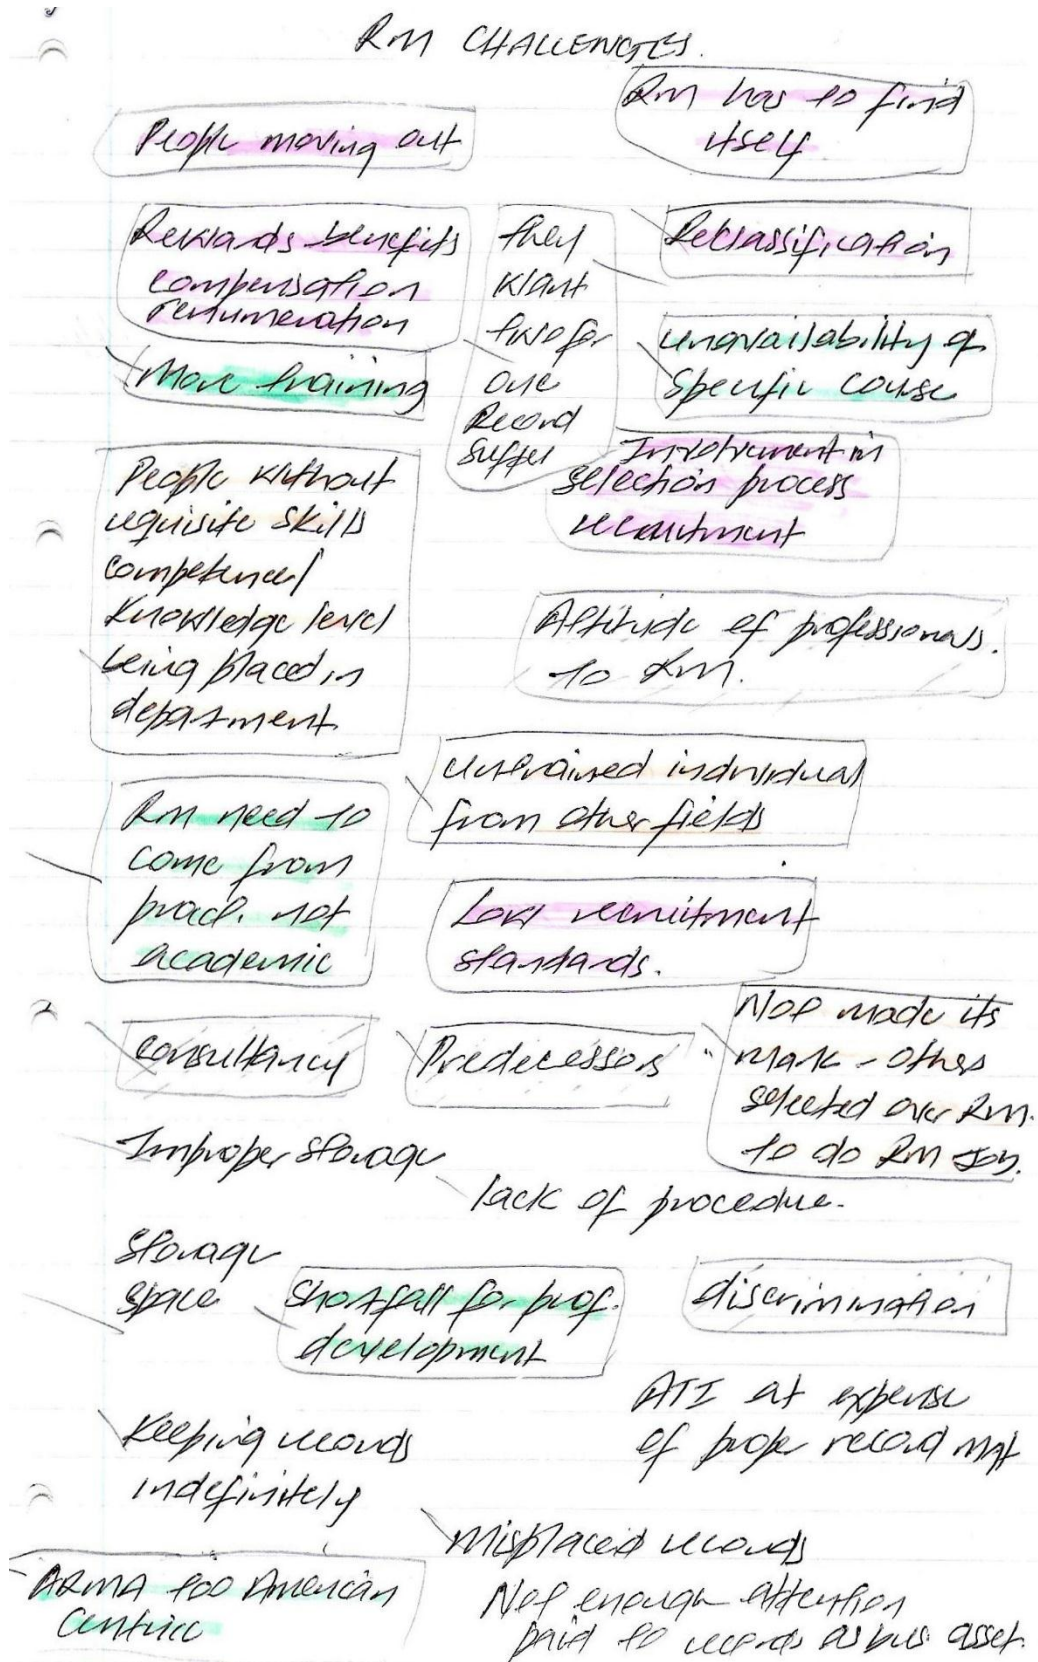 RM CHALLENGES.
RM has to find
itself.
People moving out
Rewards benefits
compensation
renumeration
they
want
two for
one
Record
suffer
Reclassification
More training
unavailability of
specific course
Involvement in
selection process
recruitment
People without
requisite skills
competence/
knowledge level
being placed in
department
Attitude of professionals.
to RM.
Untrained individual
from other fields
RM need to
come from
pract. not
academic
Low recruitment
standards.
Consultancy
Predecessors
Not made its
mark - others
selected over RM.
to do RM job.
Improper storage
lack of procedure.
Storage
space
Shortfall for prof.
development
discrimination
ATI at expense
of proper record mgt
Keeping records
indefinitely
Misplaced records
ARMA too American
Centric
Not enough attention
paid to records as bus. asset.